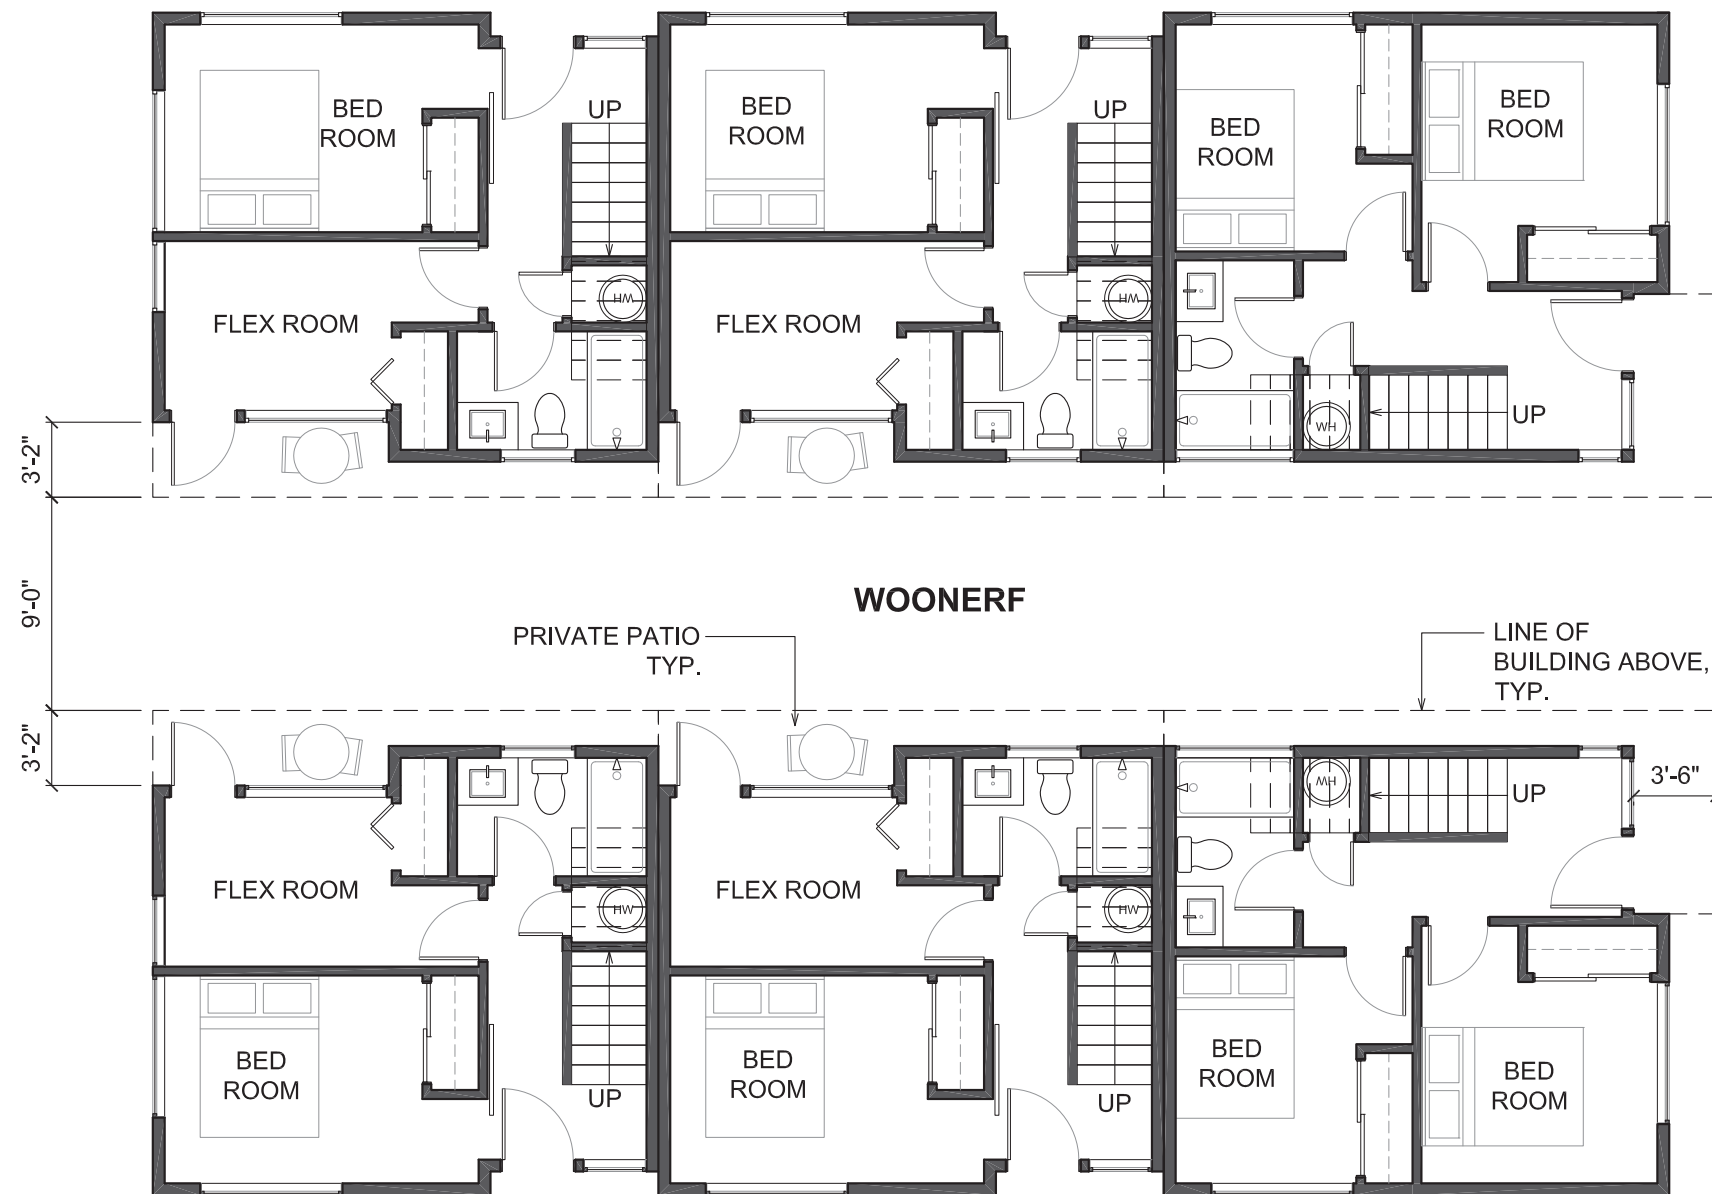 BED
ROOM
UP
BED
ROOM
UP
BED
ROOM
BED
ROOM
HW
HW
FLEX ROOM
FLEX ROOM
WH
UP
3'-2"
9'-0"
WOONERF
PRIVATE PATIO
TYP.
LINE OF
BUILDING ABOVE,
TYP.
3'-2"
3'-6"
WH
UP
FLEX ROOM
FLEX ROOM
HW
HW
BED
ROOM
UP
BED
ROOM
UP
BED
ROOM
BED
ROOM